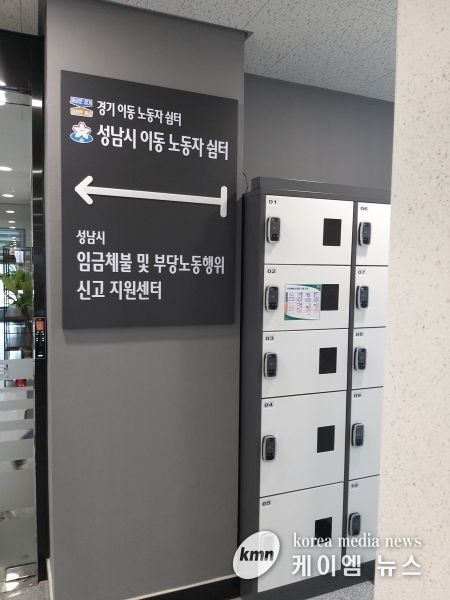 경기 이동 노동자 쉼터
성남시 이동 노동자 쉼터
성남시
임금체불 및 부당노동행위
신고 지원센터
01
02
03
04
05
06
07
08
09
10
kmn
korea media news
케이엠 뉴스